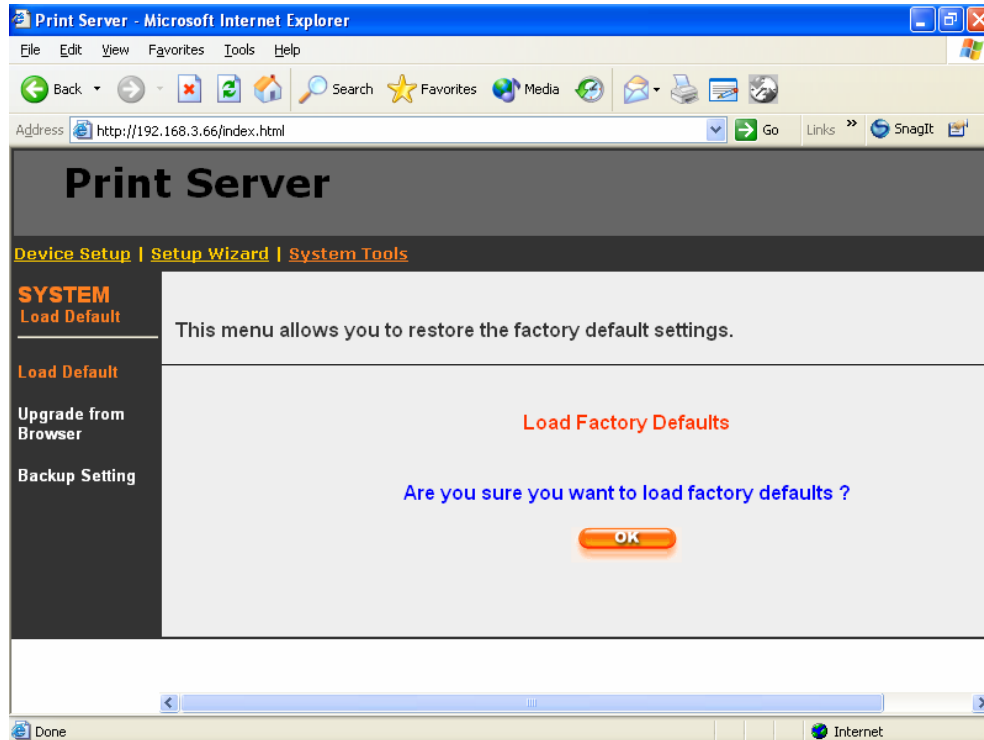 Print Server - Microsoft Internet Explorer
File Edit View Favorites Tools Help
Back Search Favorites Media
Address http://192.168.3.66/index.html Go Links » SnagIt
Print Server
Device Setup | Setup Wizard | System Tools
SYSTEM
Load Default
This menu allows you to restore the factory default settings.
Load Default
Upgrade from
Browser
Backup Setting
Load Factory Defaults
Are you sure you want to load factory defaults ?
OK
Done Internet